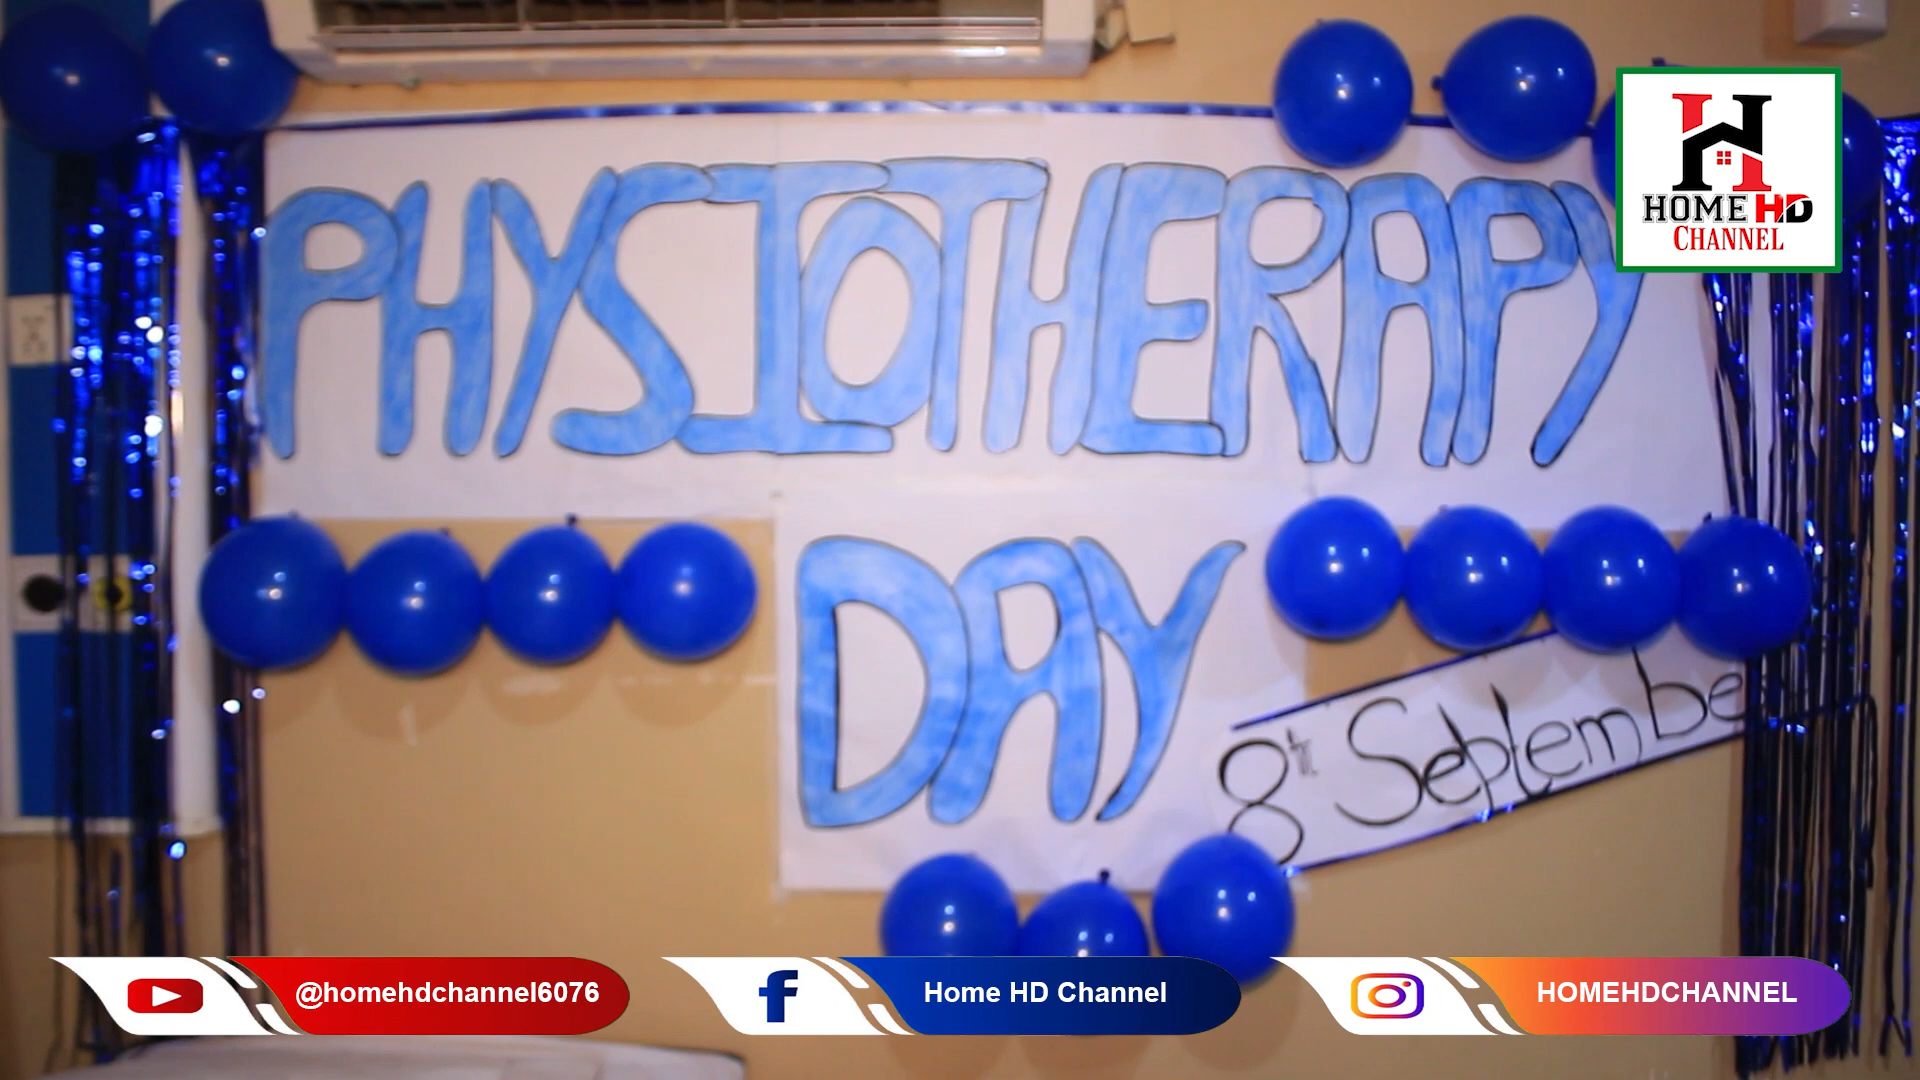 PHYSIOTHERAPY
DAY
8th September
HOME HD
CHANNEL
@homehdchannel6076
Home HD Channel
HOMEHDCHANNEL